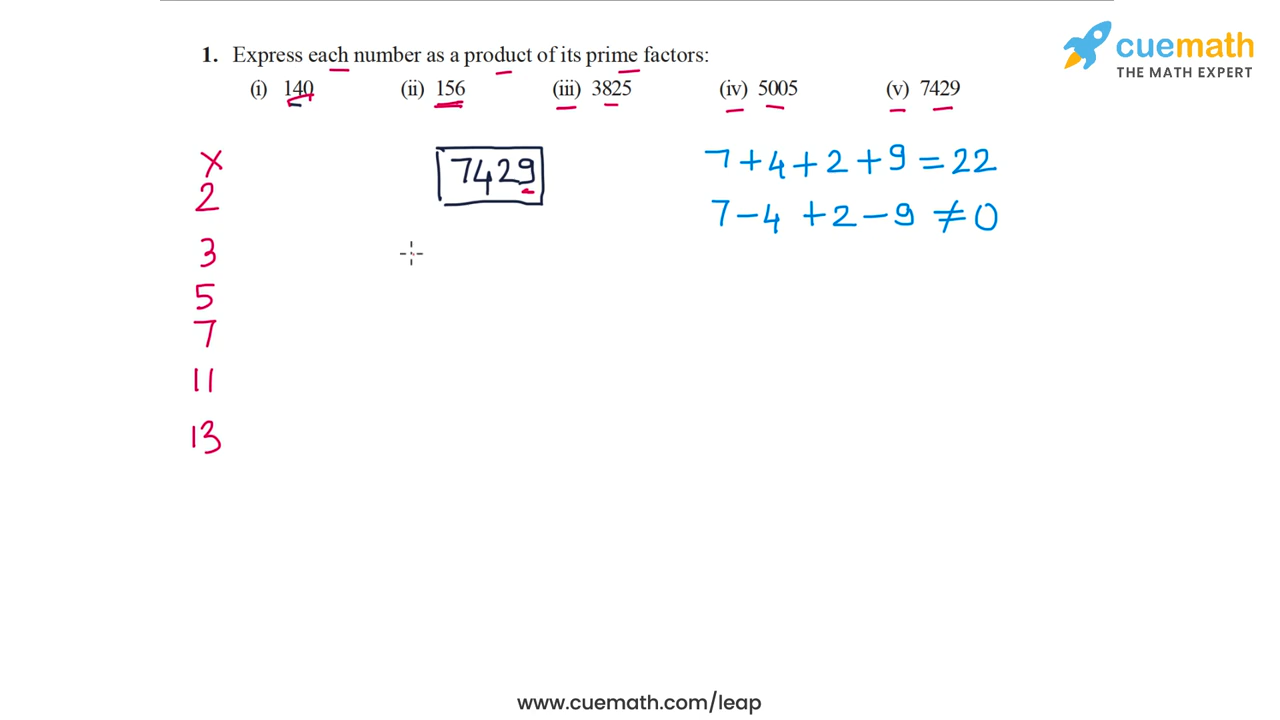 cuemath
THE MATH EXPERT
1. Express each number as a product of its prime factors:
(i) 140 (ii) 156 (iii) 3825 (iv) 5005 (v) 7429
7429
7+4+2+9=22
7-4+2-9≠0
×
2
3
5
7
11
13
www.cuemath.com/leap